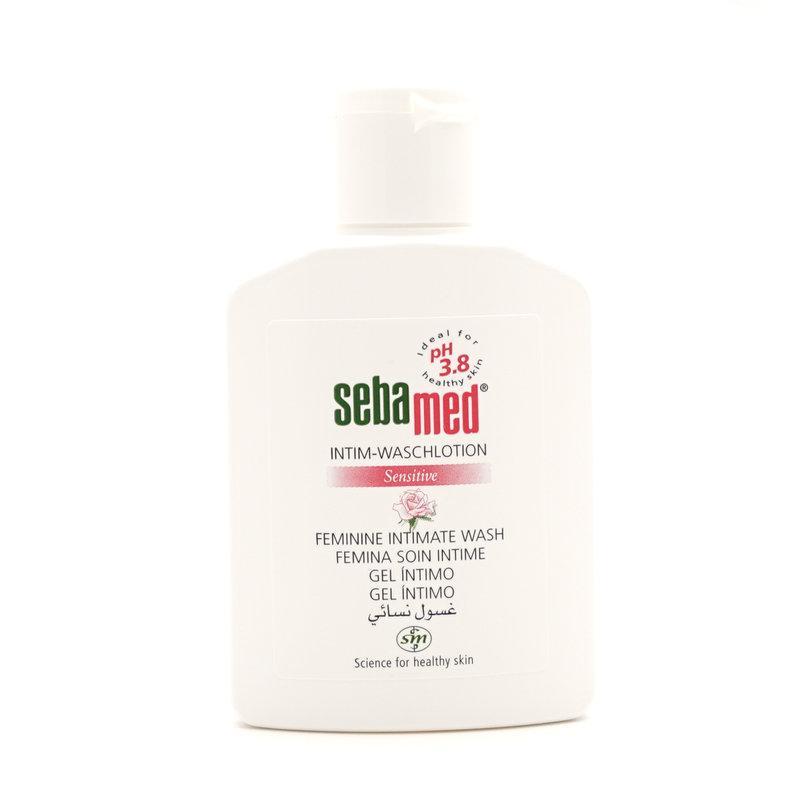 Ideal for
pH
3.8
healthy skin
sebamed®
INTIM-WASCHLOTION
Sensitive
FEMININE INTIMATE WASH
FEMINA SOIN INTIME
GEL ÍNTIMO
GEL ÍNTIMO
غسول نسائي
sm
Science for healthy skin